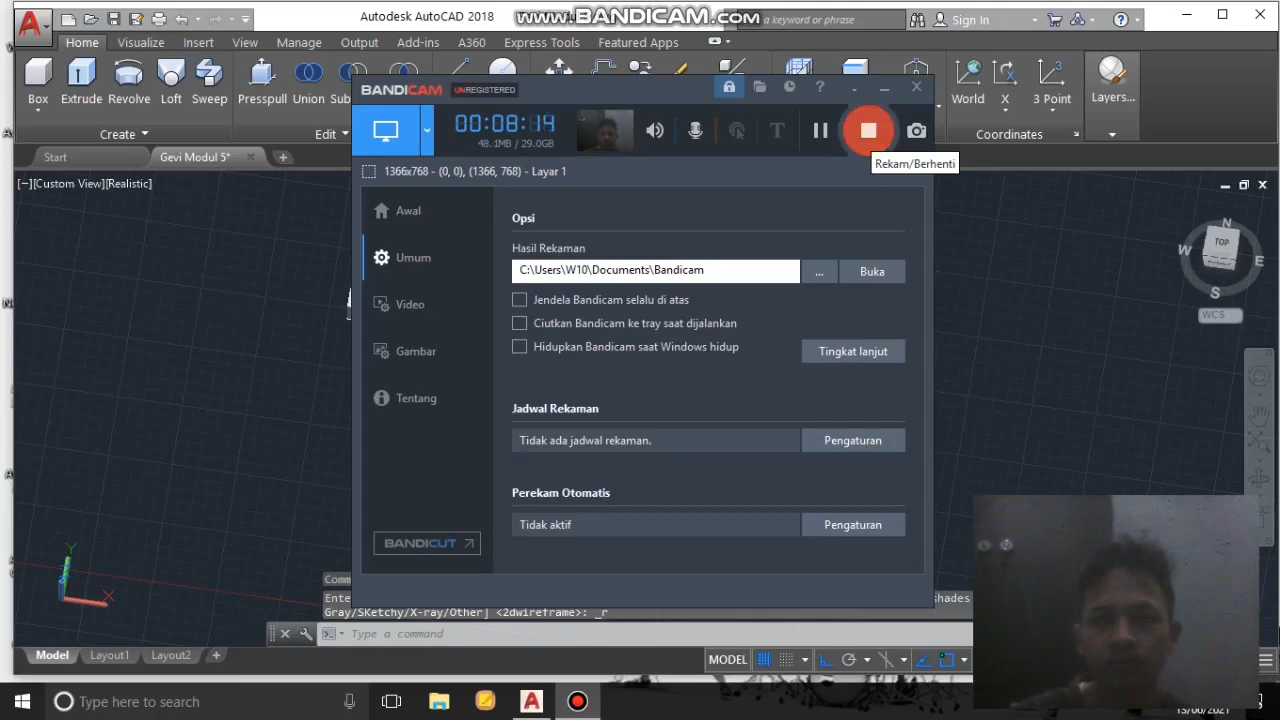 Autodesk AutoCAD 2018
www.BANDICAM.com
a keyword or phrase
Sign In
Home
Visualize
Insert
View
Manage
Output
Add-ins
A360
Express Tools
Featured Apps
Box
Extrude
Revolve
Loft
Sweep
Presspull
Union
World
X
3 Point
Layers...
Create
Edit
Coordinates
Start
Gevi Modul 5*
[−][Custom View][Realistic]
BANDICAM
UNREGISTERED
00:08:14
48.1MB / 29.0GB
Rekam/Berhenti
1366x768 - (0, 0), (1366, 768) - Layar 1
Awal
Umum
Video
Gambar
Tentang
BANDICUT
Opsi
Hasil Rekaman
C:\Users\W10\Documents\Bandicam
...
Buka
Jendela Bandicam selalu di atas
Ciutkan Bandicam ke tray saat dijalankan
Hidupkan Bandicam saat Windows hidup
Tingkat lanjut
Jadwal Rekaman
Tidak ada jadwal rekaman.
Pengaturan
Perekam Otomatis
Tidak aktif
Pengaturan
N
W
TOP
S
WCS
Y
X
shades
Gray/SKetchy/X-ray/Other] <2dwireframe>: _r
Type a command
Model
Layout1
Layout2
MODEL
Type here to search
13/06/2021